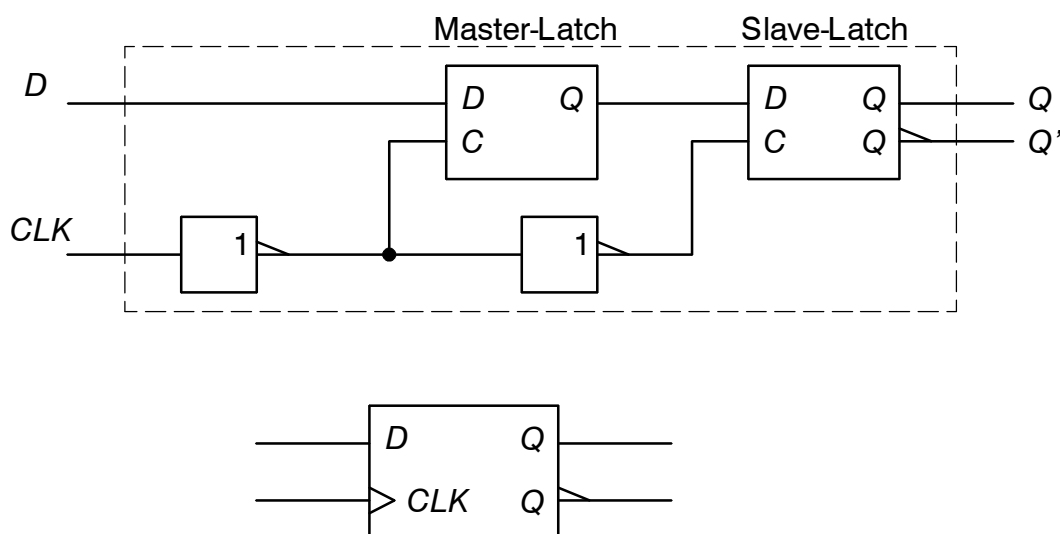 Master-Latch Slave-Latch
D D Q D Q Q
C C Q Q’
CLK 1 1
D Q
CLK Q